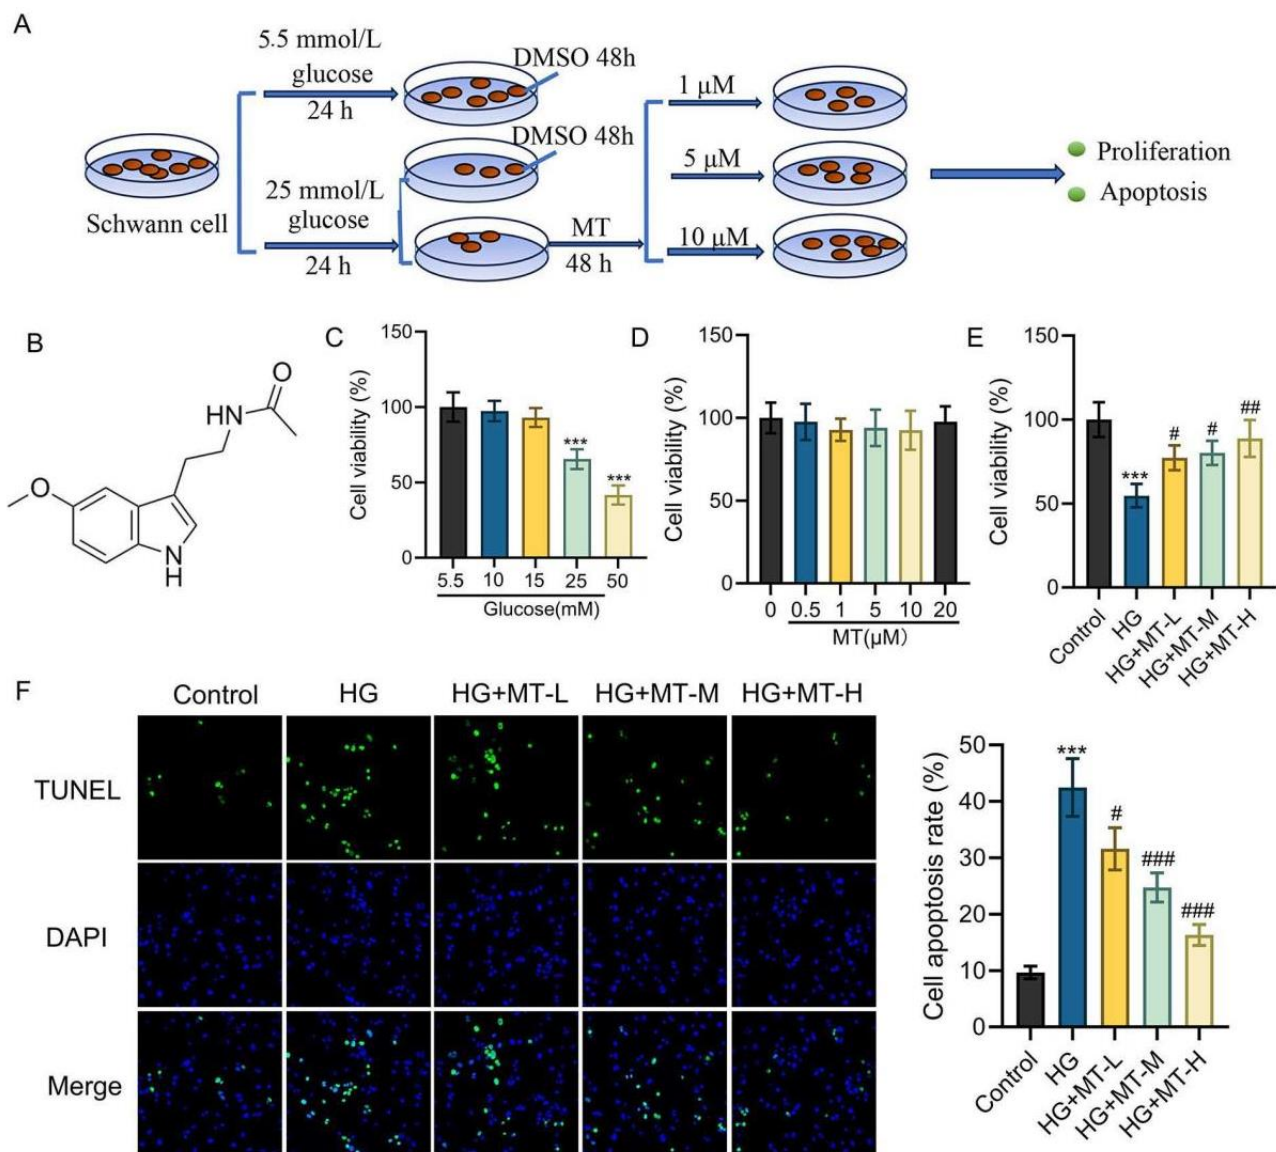 A
5.5 mmol/L
glucose
24 h
DMSO 48h
DMSO 48h
Schwann cell
25 mmol/L
glucose
24 h
MT
48 h
1 μM
5 μM
10 μM
Proliferation
Apoptosis
B
O
HN
O
N
H
C
Cell viability (%)
150
100
50
0
***
***
5.5 10 15 25 50
Glucose(mM)
D
Cell viability (%)
150
100
50
0
0 0.5 1 5 10 20
MT(μM)
E
Cell viability (%)
150
100
50
0
***
#
#
##
Control
HG
HG+MT-L
HG+MT-M
HG+MT-H
F
Control HG HG+MT-L HG+MT-M HG+MT-H
TUNEL
DAPI
Merge
Cell apoptosis rate (%)
50
40
30
20
10
0
***
#
###
###
Control
HG
HG+MT-L
HG+MT-M
HG+MT-H